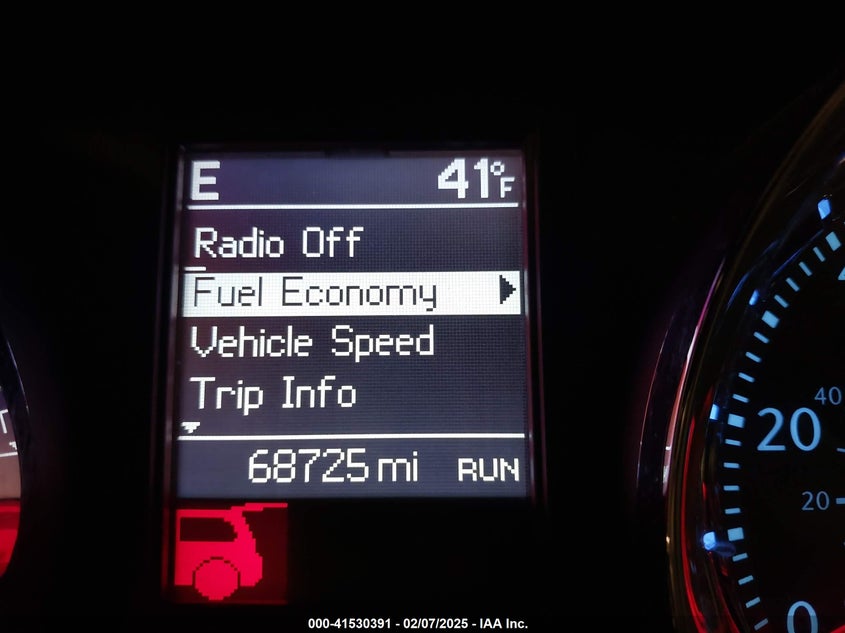 E 41°F
Radio Off
Fuel Economy
Vehicle Speed
Trip Info
68725 mi RUN
40
20
20
0
000-41530391 - 02/07/2025 - IAA Inc.